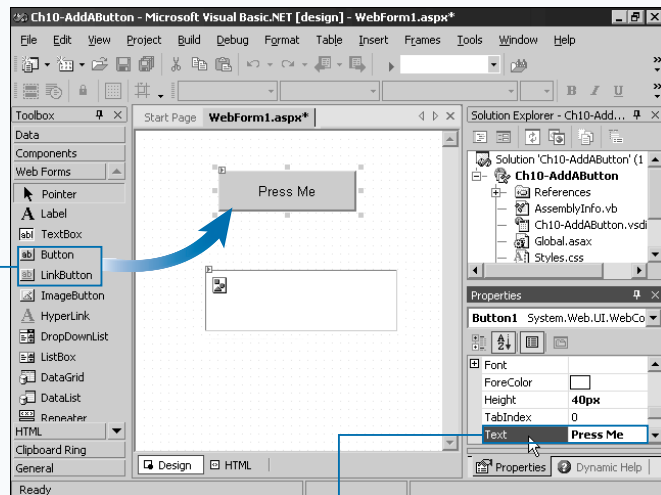 Ch10-AddAButton - Microsoft Visual Basic.NET [design] - WebForm1.aspx*
File Edit View Project Build Debug Format Table Insert Frames Tools Window Help
B I U
Toolbox
Data
Components
Web Forms
Pointer
A Label
abl TextBox
ab Button
ab LinkButton
ImageButton
A HyperLink
DropDownList
ListBox
DataGrid
DataList
Repeater
HTML
Clipboard Ring
General
Start Page WebForm1.aspx*
Press Me
Design HTML
Solution Explorer - Ch10-Add...
Solution 'Ch10-AddAButton' (1
Ch10-AddAButton
References
AssemblyInfo.vb
Ch10-AddAButton.vsdi
Global.asax
Styles.css
Properties
Button1 System.Web.UI.WebCo
Font
ForeColor
Height 40px
TabIndex 0
Text Press Me
Properties Dynamic Help
Ready